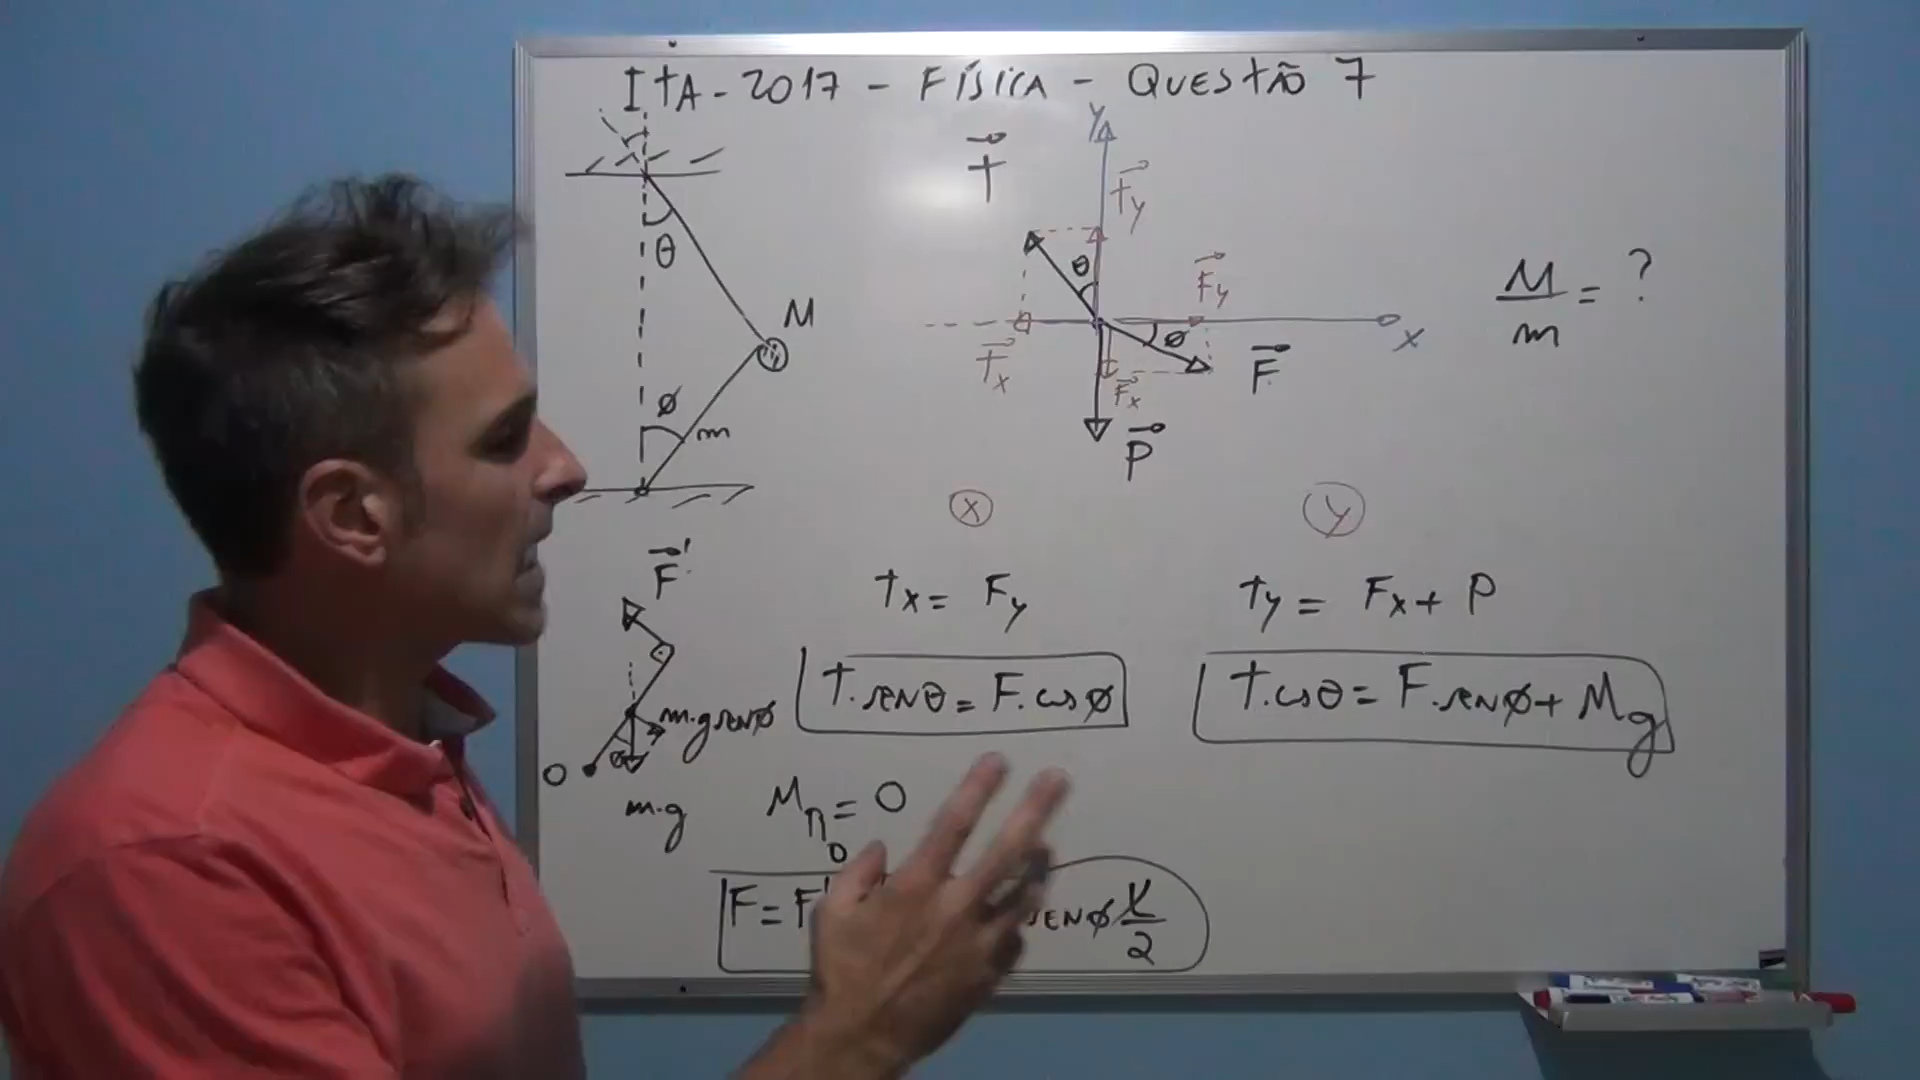 ITA - 2017 - FÍSICA - QUESTÃO 7
T
y
Ty
θ
θ
Fy
M/m = ?
M
Tx
Fx
ø
F
x
ø
m
P
x
y
F'
Tx = Fy
Ty = Fx + P
T.senθ = F.cosø
T.cosθ = F.senø + Mg
m.g senø
O
m.g
ø
M_R = 0
O
F = F'
senø ℓ/2